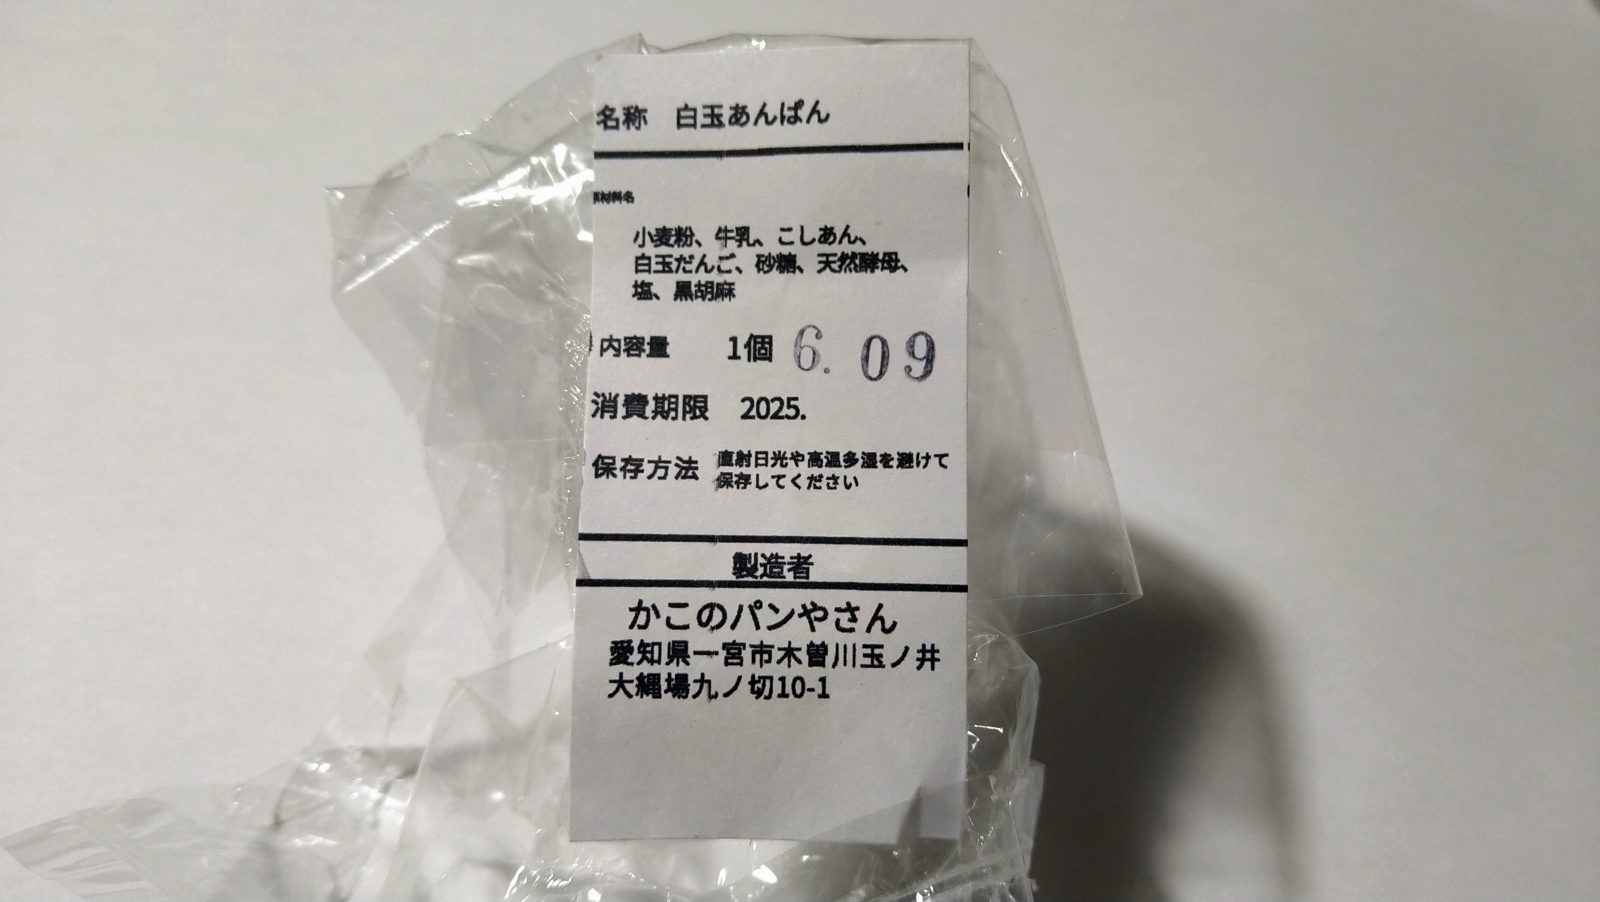 名称 白玉あんぱん
原材料名
小麦粉、牛乳、こしあん、
白玉だんご、砂糖、天然酵母、
塩、黒胡麻
内容量 1個 6.09
消費期限 2025.
保存方法 直射日光や高温多湿を避けて
保存してください
製造者
かこのパンやさん
愛知県一宮市木曽川玉ノ井
大縄場九ノ切10-1